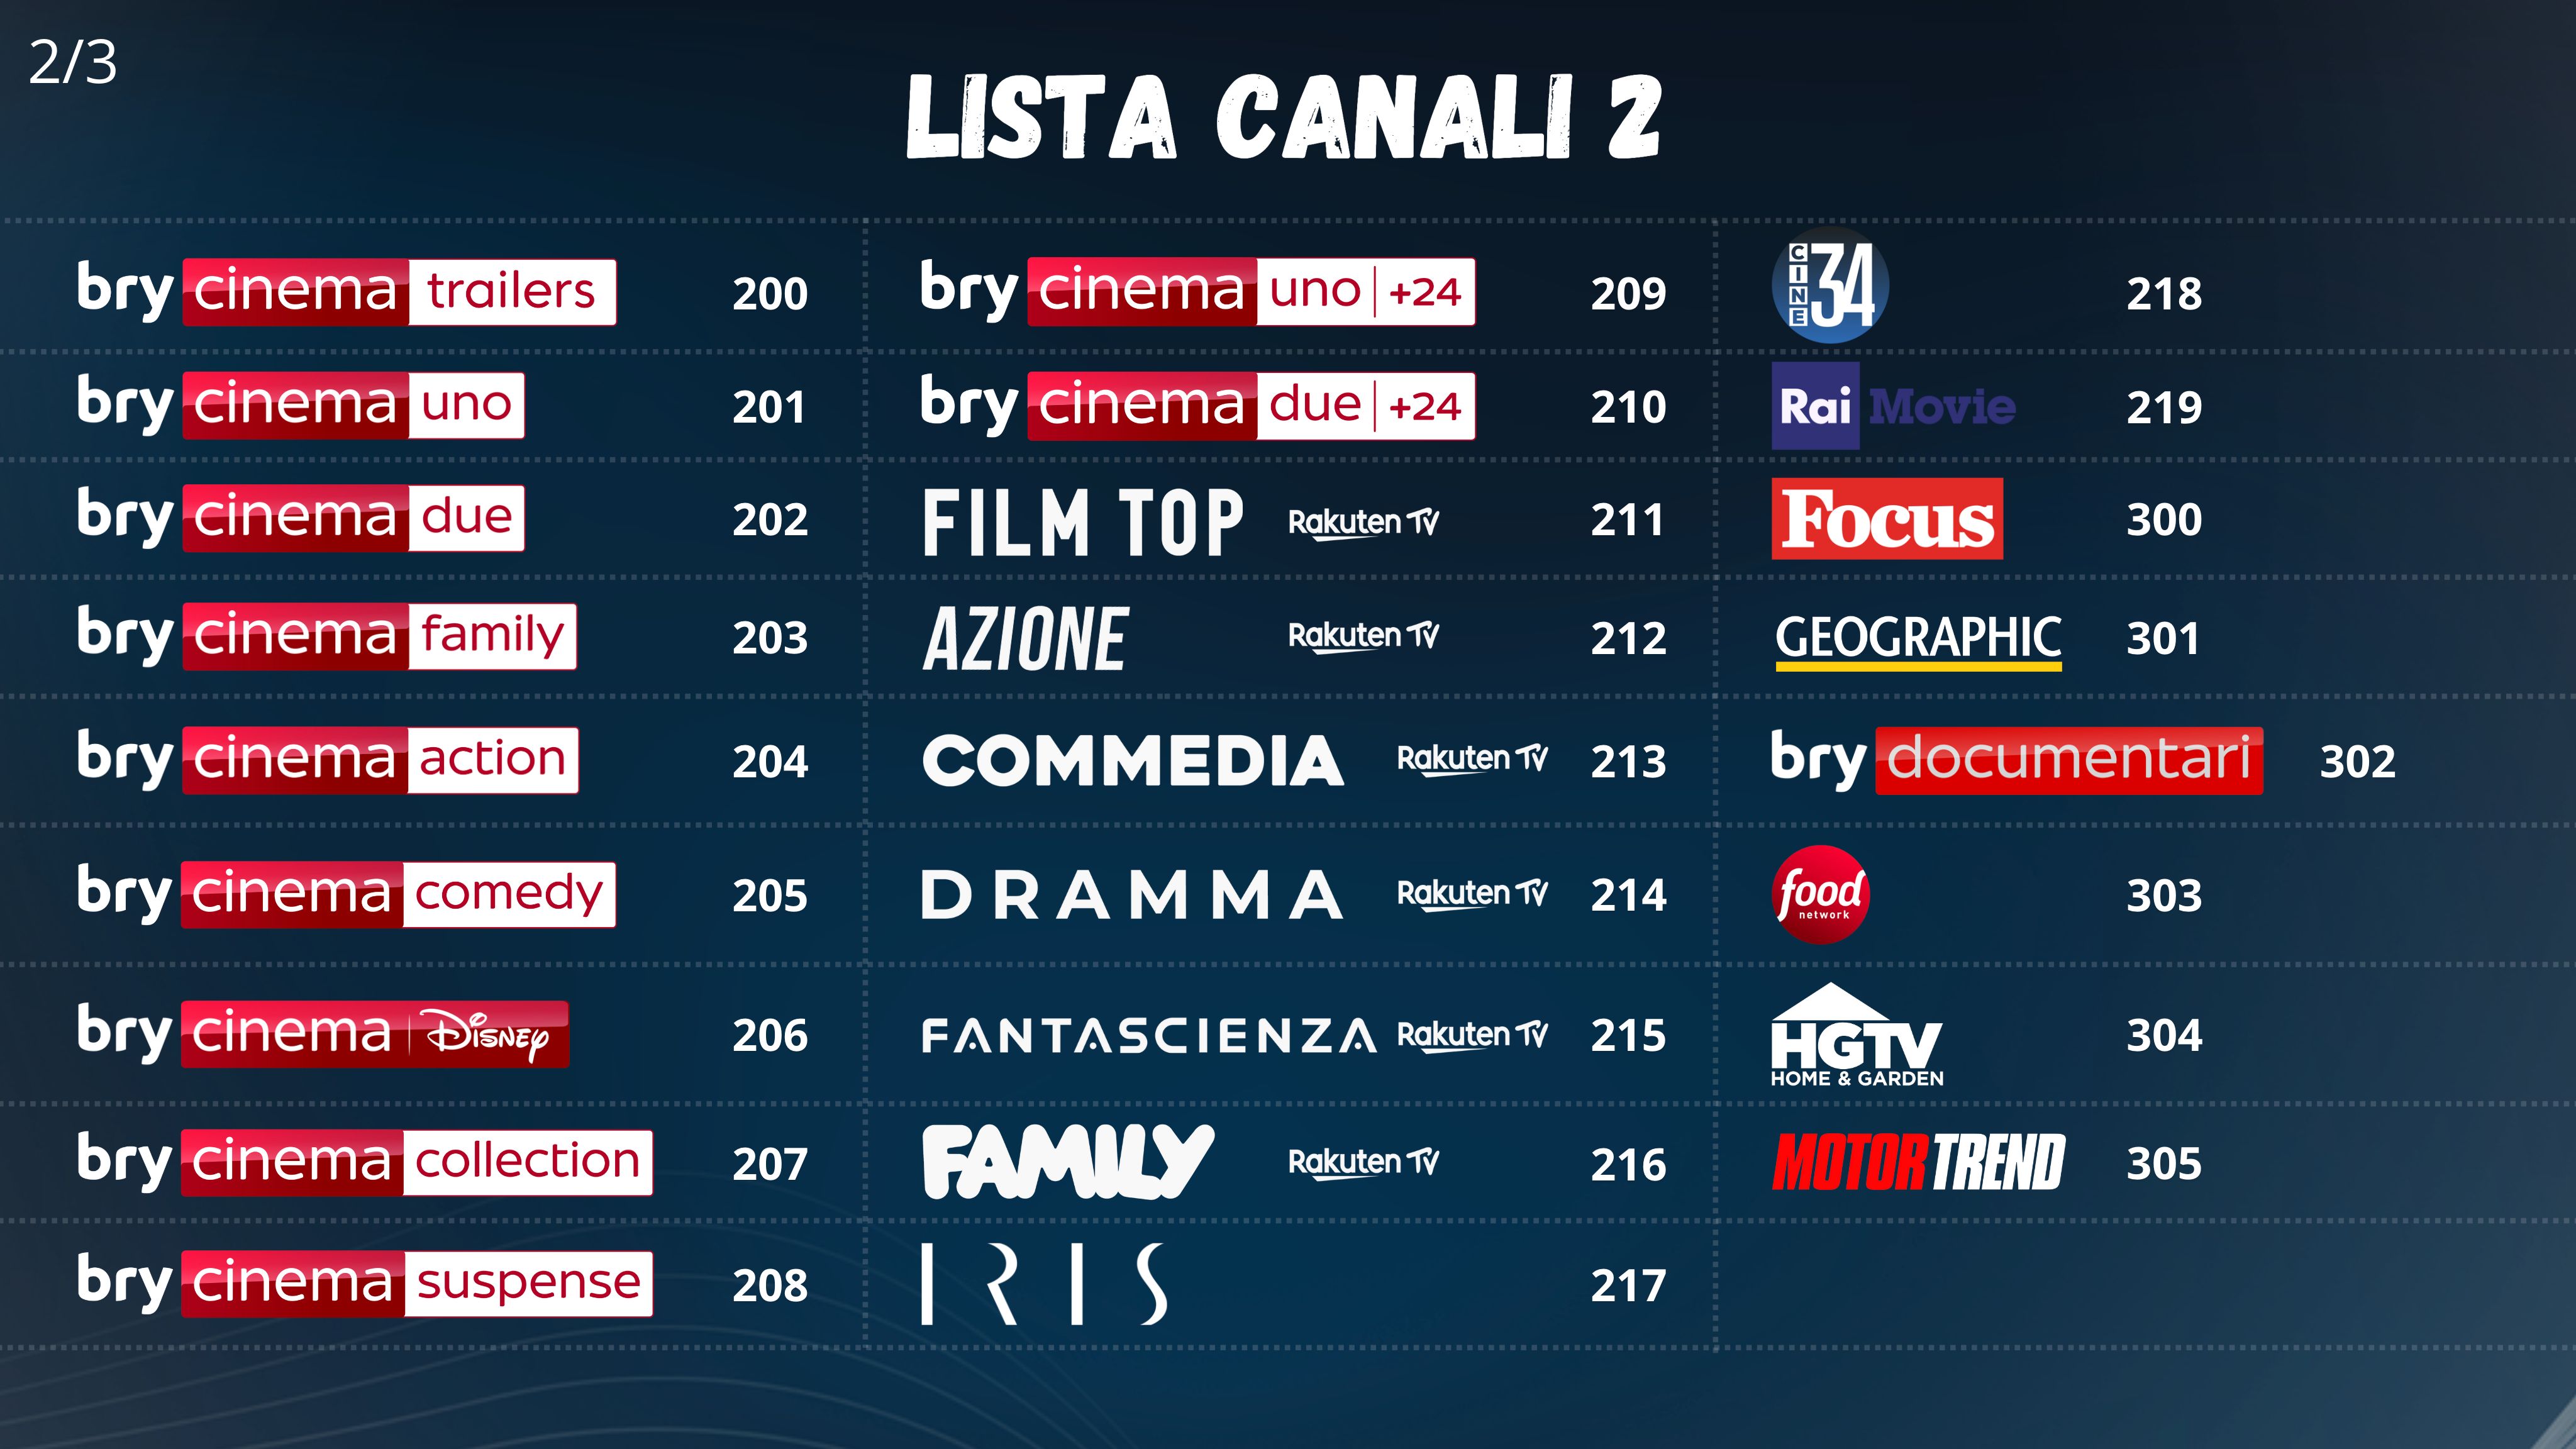 2/3
LISTA CANALI 2
bry cinema trailers 200
bry cinema uno 201
bry cinema due 202
bry cinema family 203
bry cinema action 204
bry cinema comedy 205
bry cinema Disney 206
bry cinema collection 207
bry cinema suspense 208
bry cinema uno | +24 209
bry cinema due | +24 210
FILM TOP Rakuten TV 211
AZIONE Rakuten TV 212
COMMEDIA Rakuten TV 213
DRAMMA Rakuten TV 214
FANTASCIENZA Rakuten TV 215
FAMILY Rakuten TV 216
IRIS 217
CINE 34 218
Rai Movie 219
Focus 300
GEOGRAPHIC 301
bry documentari 302
food
network
303
HGTV
HOME & GARDEN
304
MOTORTREND 305